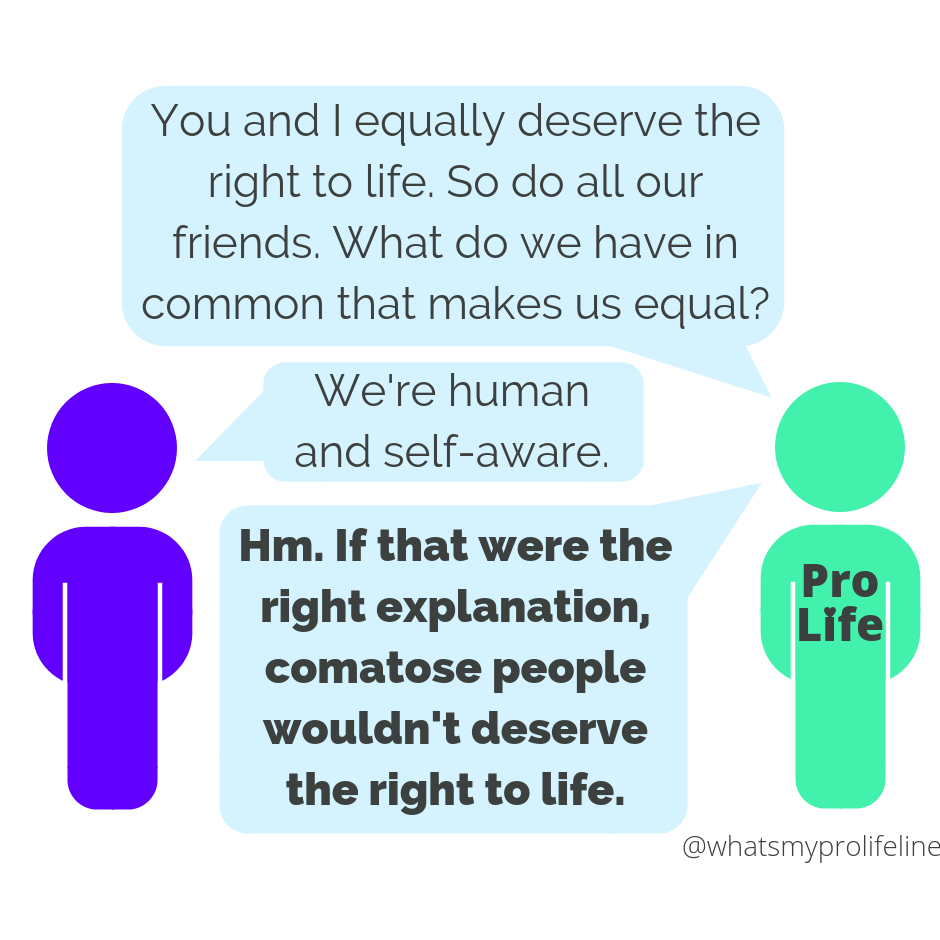 You and I equally deserve the
right to life. So do all our
friends. What do we have in
common that makes us equal?
We're human
and self-aware.
Hm. If that were the
right explanation,
comatose people
wouldn't deserve
the right to life.
Pro
Life
@whatsmyprolifeline